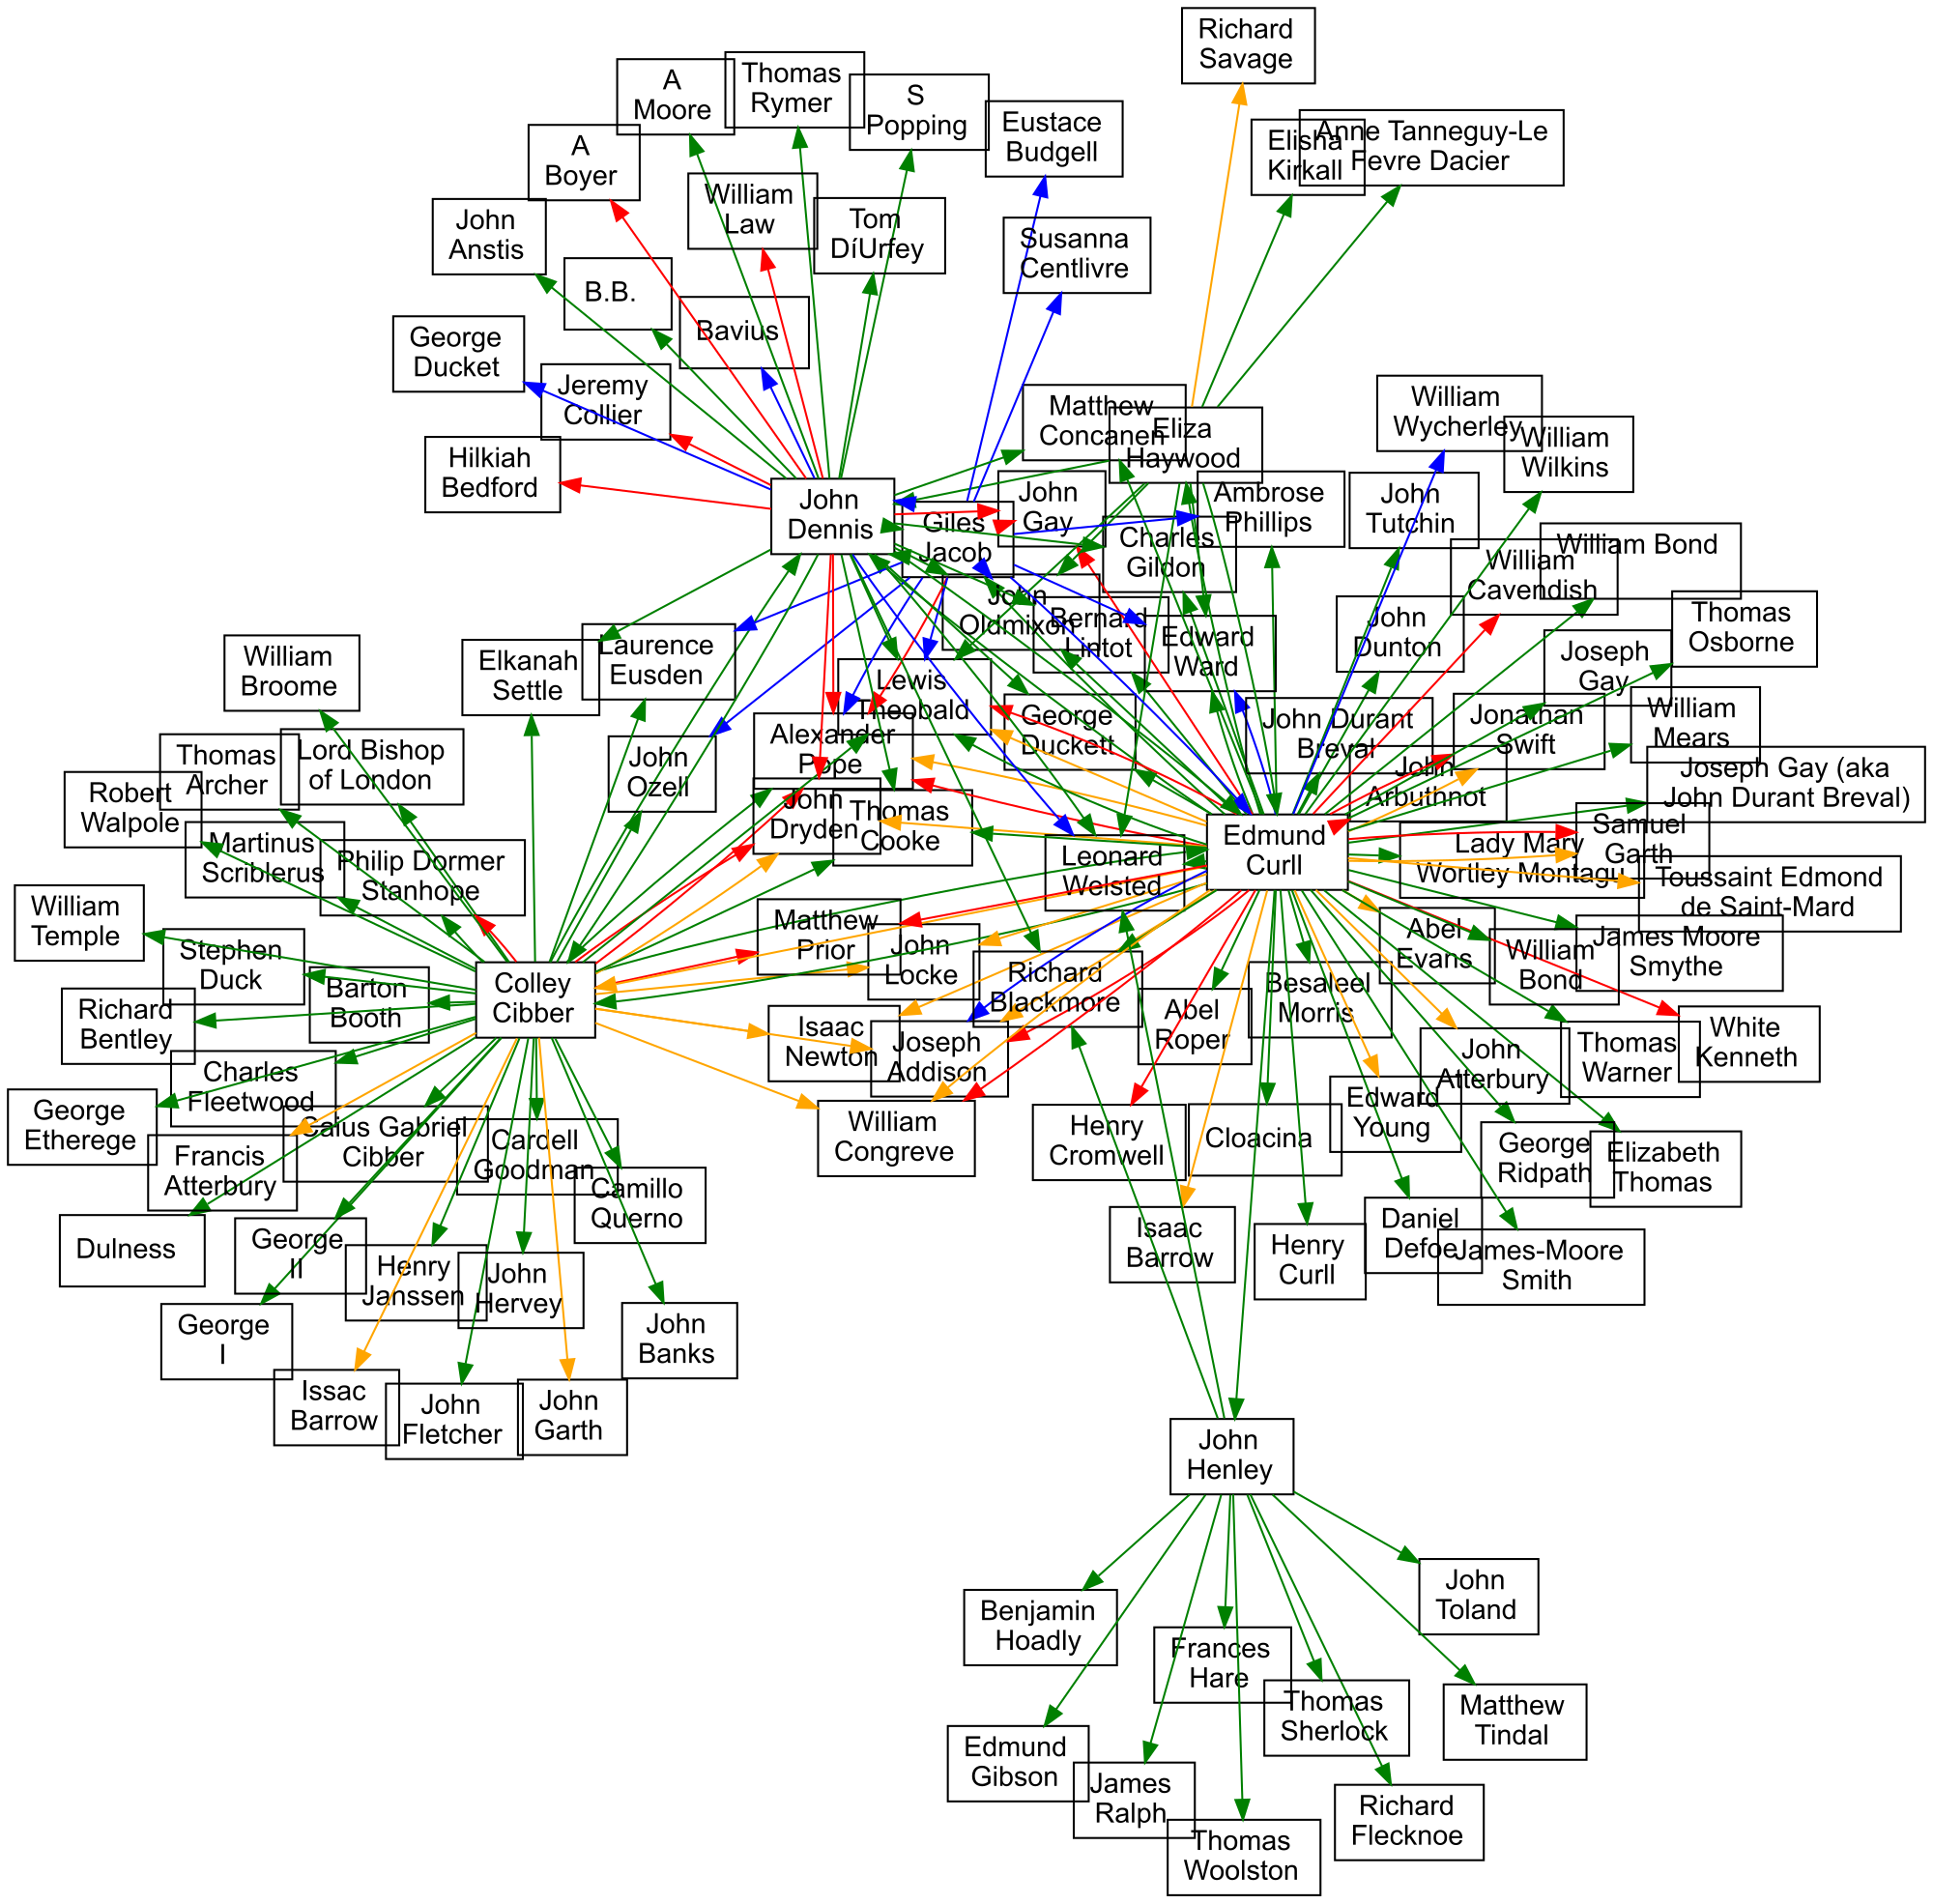 Richard
Savage
A
Moore
Thomas
Rymer
S
Popping
Eustace
Budgell
Elisha
Kirkall
Anne Tanneguy-Le
Fevre Dacier
A
Boyer
William
Law
John
Anstis
Tom
DíUrfey
Susanna
Centlivre
B.B.
Bavius
George
Ducket
Jeremy
Collier
Hilkiah
Bedford
Matthew
Concanen
Eliza
Haywood
William
Wycherley
William
Wilkins
John
Dennis
Giles
Jacob
John
Gay
Ambrose
Phillips
Charles
Gildon
John
Tutchin
William
Cavendish
William Bond
John
Oldmixon
Bernard
Lintot
Edward
Ward
John
Dunton
Thomas
Osborne
Joseph
Gay
William
Broome
Elkanah
Settle
Laurence
Eusden
Lewis
Theobald
George
Duckett
John Durant
Breval
Jonathan
Swift
William
Mears
Thomas
Archer
Lord Bishop
of London
John
Ozell
Alexander
Pope
John
Arbuthnot
Joseph Gay (aka
John Durant Breval)
Robert
Walpole
John
Dryden
Thomas
Cooke
Edmund
Curll
Samuel
Garth
Martinus
Scriblerus
Philip Dormer
Stanhope
Leonard
Welsted
Lady Mary
Wortley Montagu
Toussaint Edmond
de Saint-Mard
William
Temple
Stephen
Duck
Matthew
Prior
John
Locke
Abel
Evans
William
Bond
James Moore
Smythe
Richard
Bentley
Barton
Booth
Colley
Cibber
Richard
Blackmore
Abel
Roper
Besaleel
Morris
Isaac
Newton
Joseph
Addison
John
Atterbury
Thomas
Warner
White
Kenneth
Charles
Fleetwood
George
Etherege
Caius Gabriel
Cibber
Cardell
Goodman
William
Congreve
Henry
Cromwell
Cloacina
Edward
Young
George
Ridpath
Elizabeth
Thomas
Francis
Atterbury
Camillo
Querno
Dulness
George
II
Henry
Janssen
John
Hervey
Isaac
Barrow
Henry
Curll
Daniel
Defoe
James-Moore
Smith
George
I
John
Banks
Issac
Barrow
John
Fletcher
John
Garth
John
Henley
Benjamin
Hoadly
John
Toland
Frances
Hare
Thomas
Sherlock
Matthew
Tindal
Edmund
Gibson
James
Ralph
Richard
Flecknoe
Thomas
Woolston